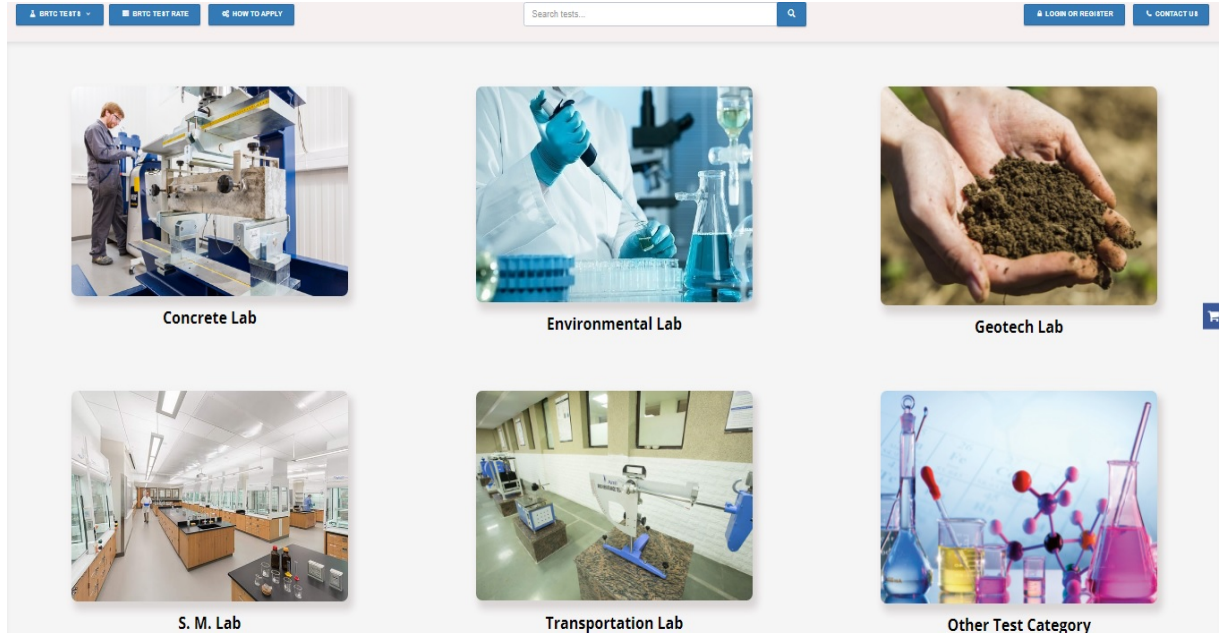 BRTC TESTS
BRTC TEST RATE
HOW TO APPLY
Search tests...
LOGIN OR REGISTER
CONTACT US
Concrete Lab
Environmental Lab
Geotech Lab
S. M. Lab
Transportation Lab
Other Test Category